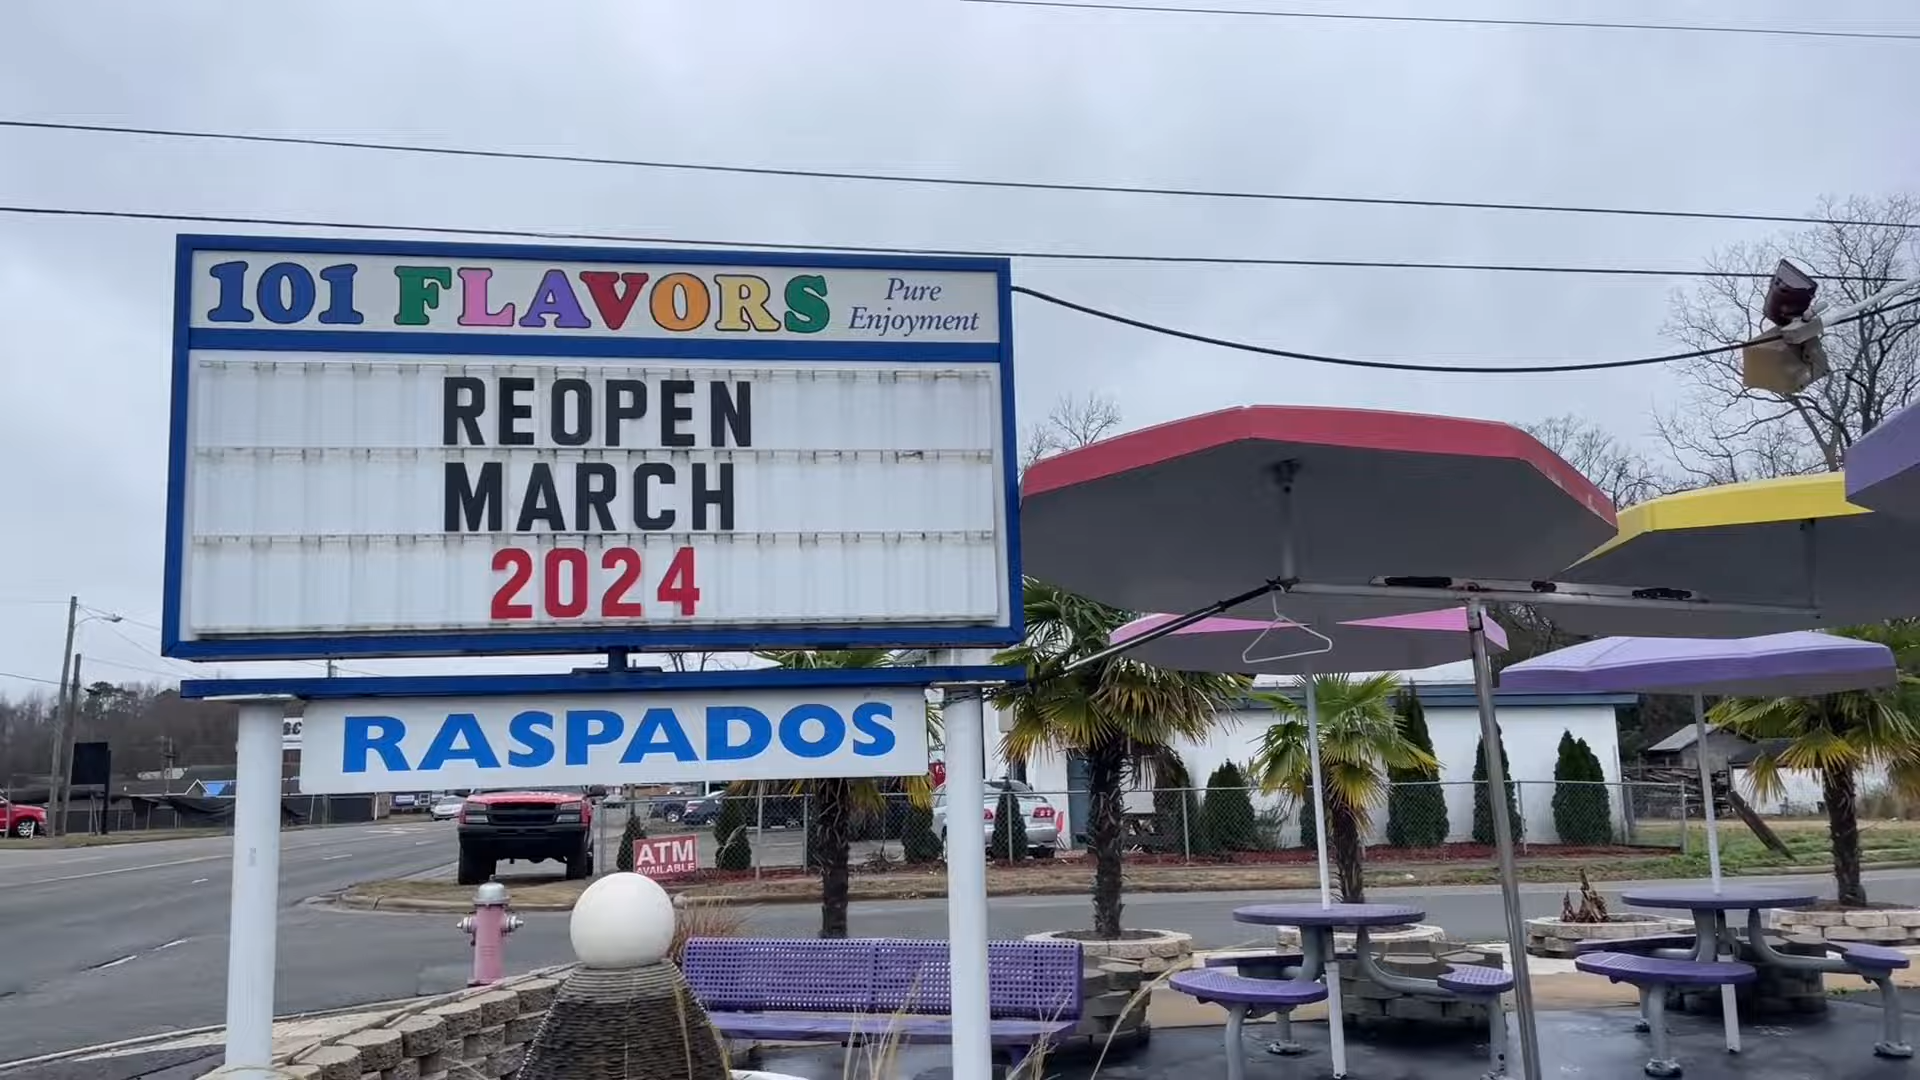 101 FLAVORS
Pure
Enjoyment
REOPEN
MARCH
2024
RASPADOS
ATM
AVAILABLE